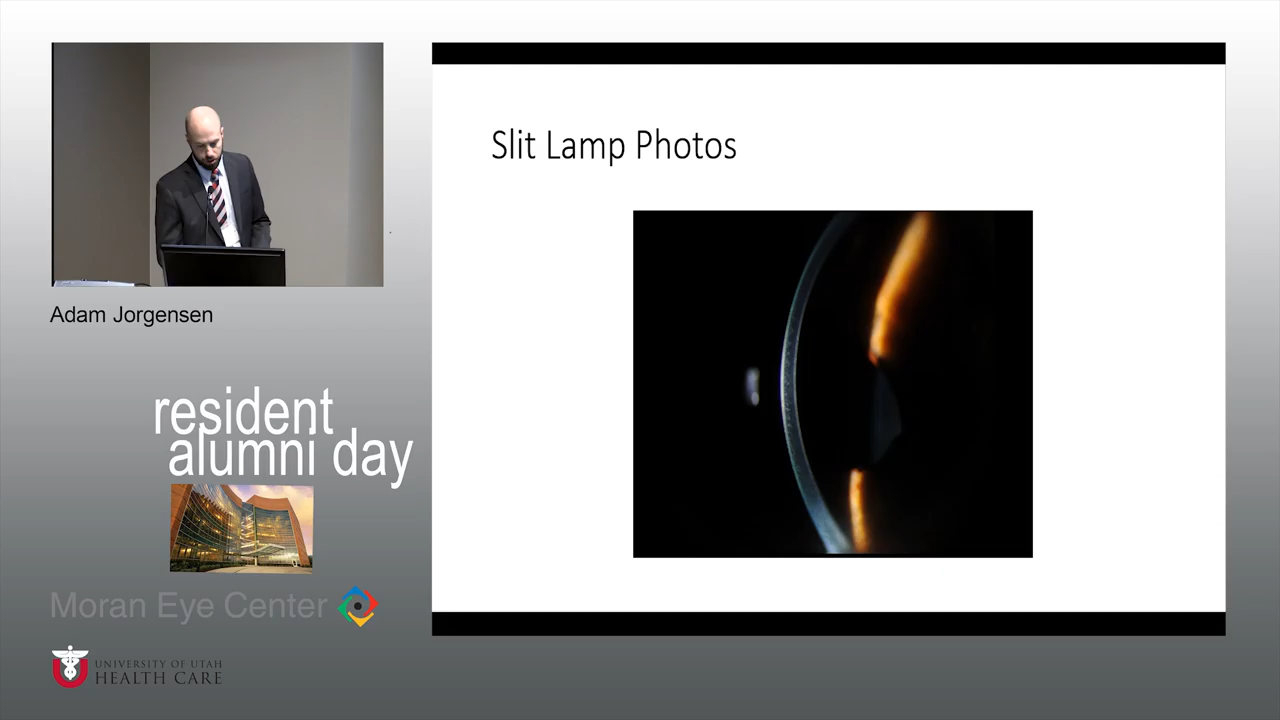 Slit Lamp Photos
Adam Jorgensen
resident
alumni day
Moran Eye Center
UNIVERSITY OF UTAH
HEALTH CARE